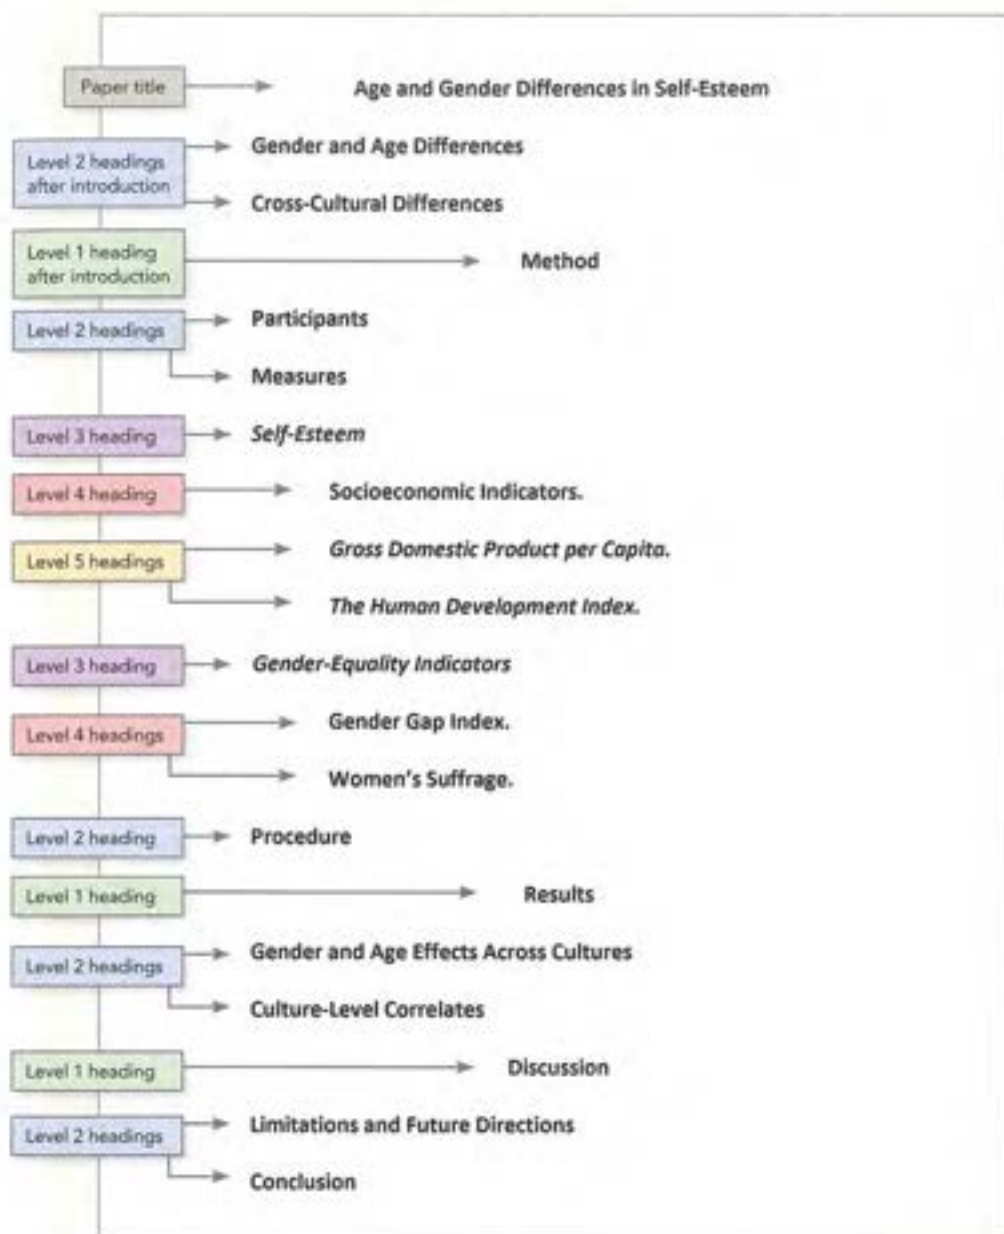 Paper title
Age and Gender Differences in Self-Esteem
Level 2 headings
after introduction
Gender and Age Differences
Cross-Cultural Differences
Level 1 heading
after introduction
Method
Level 2 headings
Participants
Measures
Level 3 heading
Self-Esteem
Level 4 heading
Socioeconomic Indicators.
Level 5 headings
Gross Domestic Product per Capita.
The Human Development Index.
Level 3 heading
Gender-Equality Indicators
Level 4 headings
Gender Gap Index.
Women's Suffrage.
Level 2 heading
Procedure
Level 1 heading
Results
Level 2 headings
Gender and Age Effects Across Cultures
Culture-Level Correlates
Level 1 heading
Discussion
Level 2 headings
Limitations and Future Directions
Conclusion